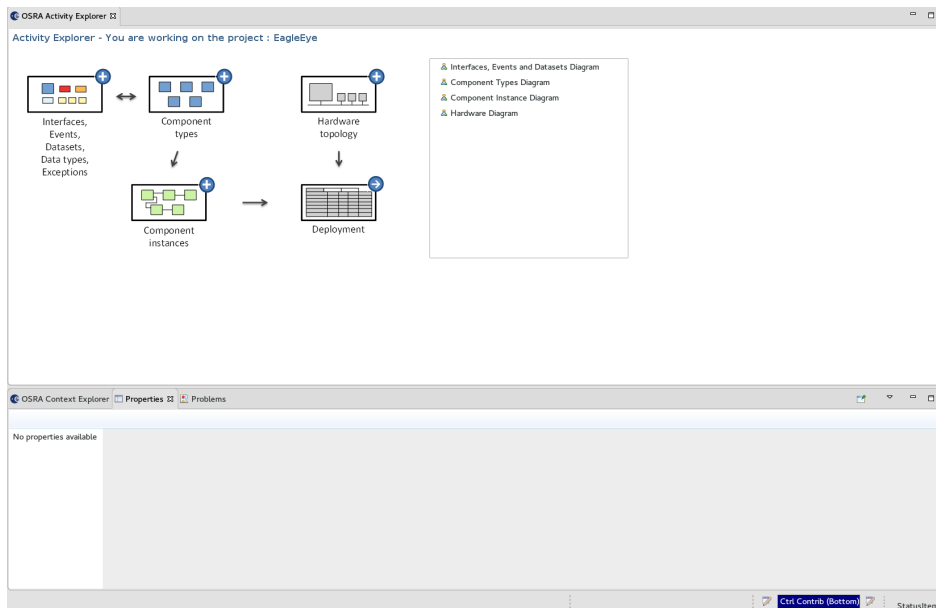 OSRA Activity Explorer
Activity Explorer - You are working on the project : EagleEye
Interfaces,
Events,
Datasets,
Data types,
Exceptions
Component
types
Hardware
topology
Component
instances
Deployment
Interfaces, Events and Datasets Diagram
Component Types Diagram
Component Instance Diagram
Hardware Diagram
OSRA Context Explorer Properties Problems
No properties available
Ctrl Contrib (Bottom) StatusIte